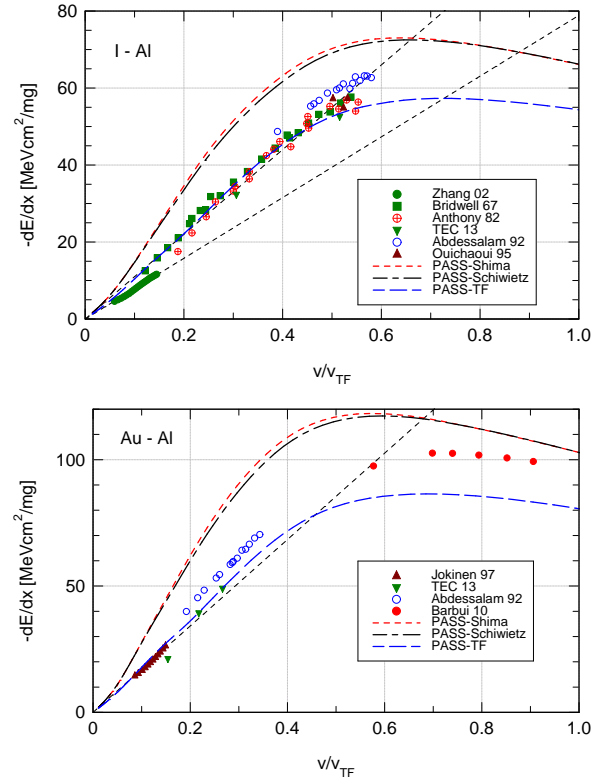 80
I - Al
60
-dE/dx [MeVcm²/mg]
40
20
0
Zhang 02
Bridwell 67
Anthony 82
TEC 13
Abdessalam 92
Ouichaoui 95
PASS-Shima
PASS-Schiwietz
PASS-TF
0 0.2 0.4 0.6 0.8 1.0
v/vTF
Au - Al
100
-dE/dx [MeVcm²/mg]
50
0
Jokinen 97
TEC 13
Abdessalam 92
Barbui 10
PASS-Shima
PASS-Schiwietz
PASS-TF
0 0.2 0.4 0.6 0.8 1.0
v/vTF